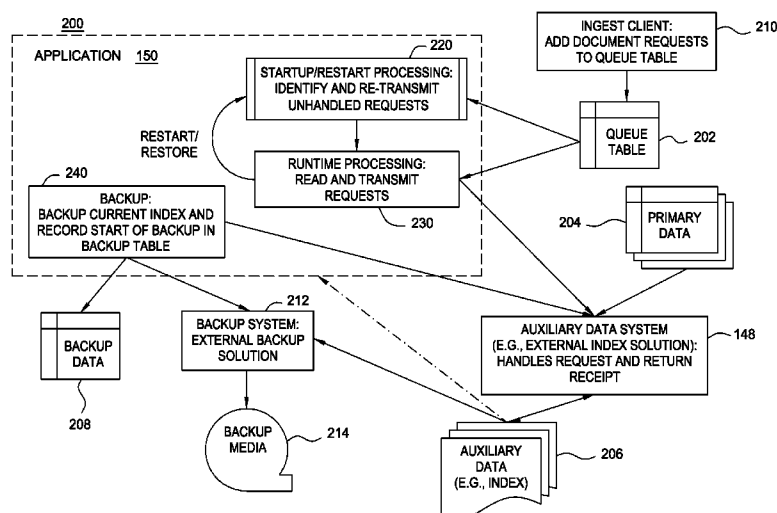 200
APPLICATION 150
220
STARTUP/RESTART PROCESSING:
IDENTIFY AND RE-TRANSMIT
UNHANDLED REQUESTS
INGEST CLIENT:
ADD DOCUMENT REQUESTS
TO QUEUE TABLE
210
QUEUE
TABLE
202
RESTART/
RESTORE
RUNTIME PROCESSING:
READ AND TRANSMIT
REQUESTS
230
240
BACKUP:
BACKUP CURRENT INDEX AND
RECORD START OF BACKUP IN
BACKUP TABLE
204
PRIMARY
DATA
BACKUP
DATA
208
212
BACKUP SYSTEM:
EXTERNAL BACKUP
SOLUTION
AUXILIARY DATA SYSTEM
(E.G., EXTERNAL INDEX SOLUTION):
HANDLES REQUEST AND RETURN
RECEIPT
148
BACKUP
MEDIA
214
AUXILIARY
DATA
(E.G., INDEX)
206